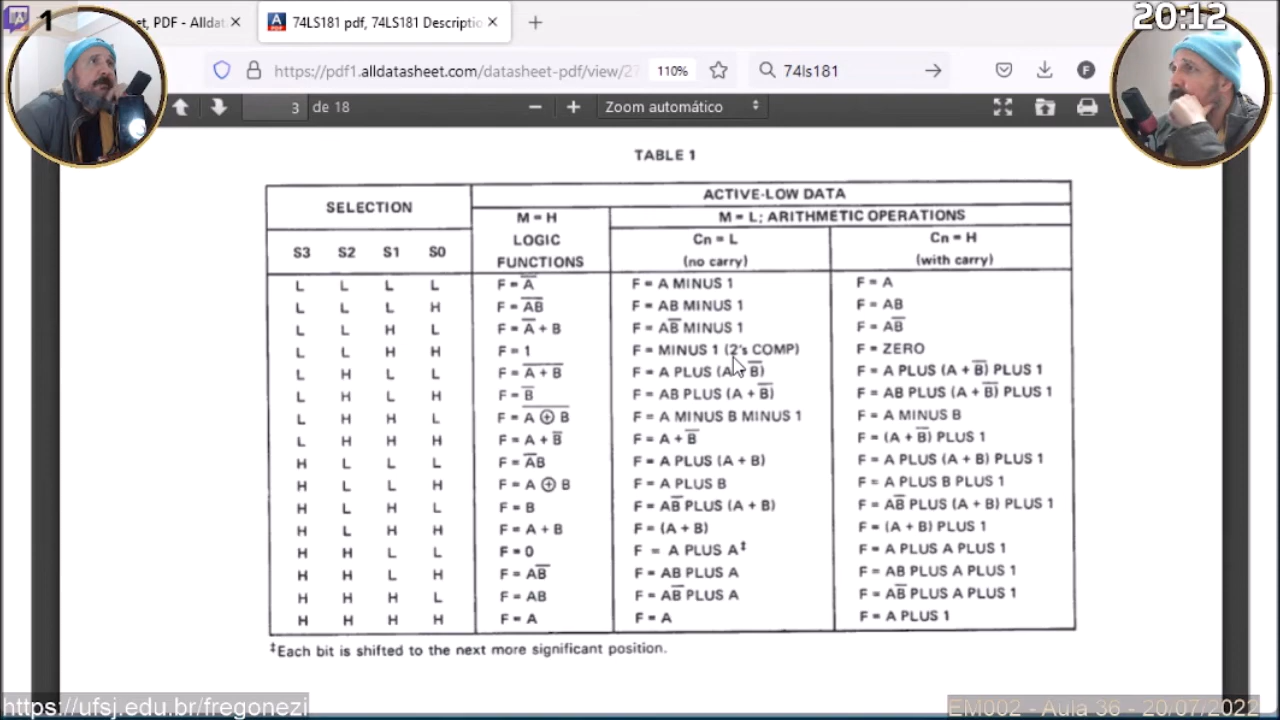 1
et, PDF - Alldat
74LS181 pdf, 74LS181 Descriptio
20:12
https://pdf1.alldatasheet.com/datasheet-pdf/view/27
110%
74ls181
3 de 18
Zoom automático
TABLE 1
SELECTION
ACTIVE-LOW DATA
M = H
LOGIC
FUNCTIONS
M = L; ARITHMETIC OPERATIONS
S3 S2 S1 S0
Cn = L
(no carry)
Cn = H
(with carry)
L L L L F = A̅ F = A MINUS 1 F = A
L L L H F = A̅B̅ F = AB MINUS 1 F = AB
L L H L F = A̅ + B F = AB̅ MINUS 1 F = AB̅
L L H H F = 1 F = MINUS 1 (2's COMP) F = ZERO
L H L L F = A̅ ̅+̅ ̅B̅ F = A PLUS (A B̅) F = A PLUS (A + B̅) PLUS 1
L H L H F = B̅ F = AB PLUS (A + B̅) F = AB PLUS (A + B̅) PLUS 1
L H H L F = A̅ ̅⊕̅ ̅B̅ F = A MINUS B MINUS 1 F = A MINUS B
L H H H F = A + B̅ F = A + B̅ F = (A + B̅) PLUS 1
H L L L F = A̅B F = A PLUS (A + B) F = A PLUS (A + B) PLUS 1
H L L H F = A ⊕ B F = A PLUS B F = A PLUS B PLUS 1
H L H L F = B F = AB̅ PLUS (A + B) F = AB̅ PLUS (A + B) PLUS 1
H L H H F = A + B F = (A + B) F = (A + B) PLUS 1
H H L L F = 0 F = A PLUS A‡ F = A PLUS A PLUS 1
H H L H F = AB̅ F = AB PLUS A F = AB PLUS A PLUS 1
H H H L F = AB F = AB̅ PLUS A F = AB̅ PLUS A PLUS 1
H H H H F = A F = A F = A PLUS 1
‡Each bit is shifted to the next more significant position.
https://ufsj.edu.br/fregonezi
EM002 - Aula 36 - 20/07/2022